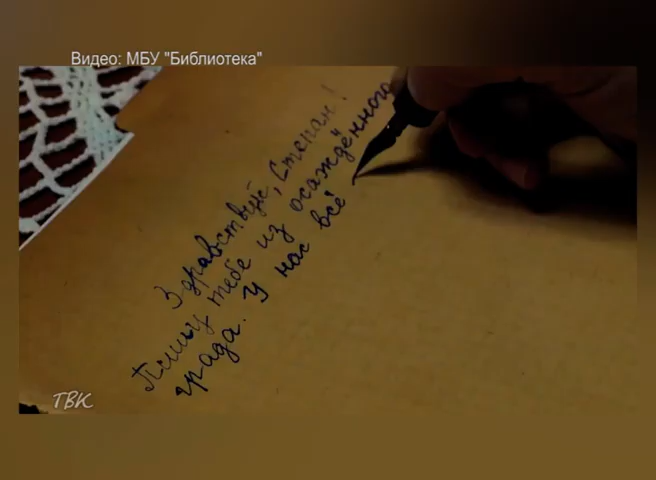 Видео: МБУ "Библиотека"
Здравствуй, Степан!
Пишу тебе из осаждённого
града. У нас всё
ТВК